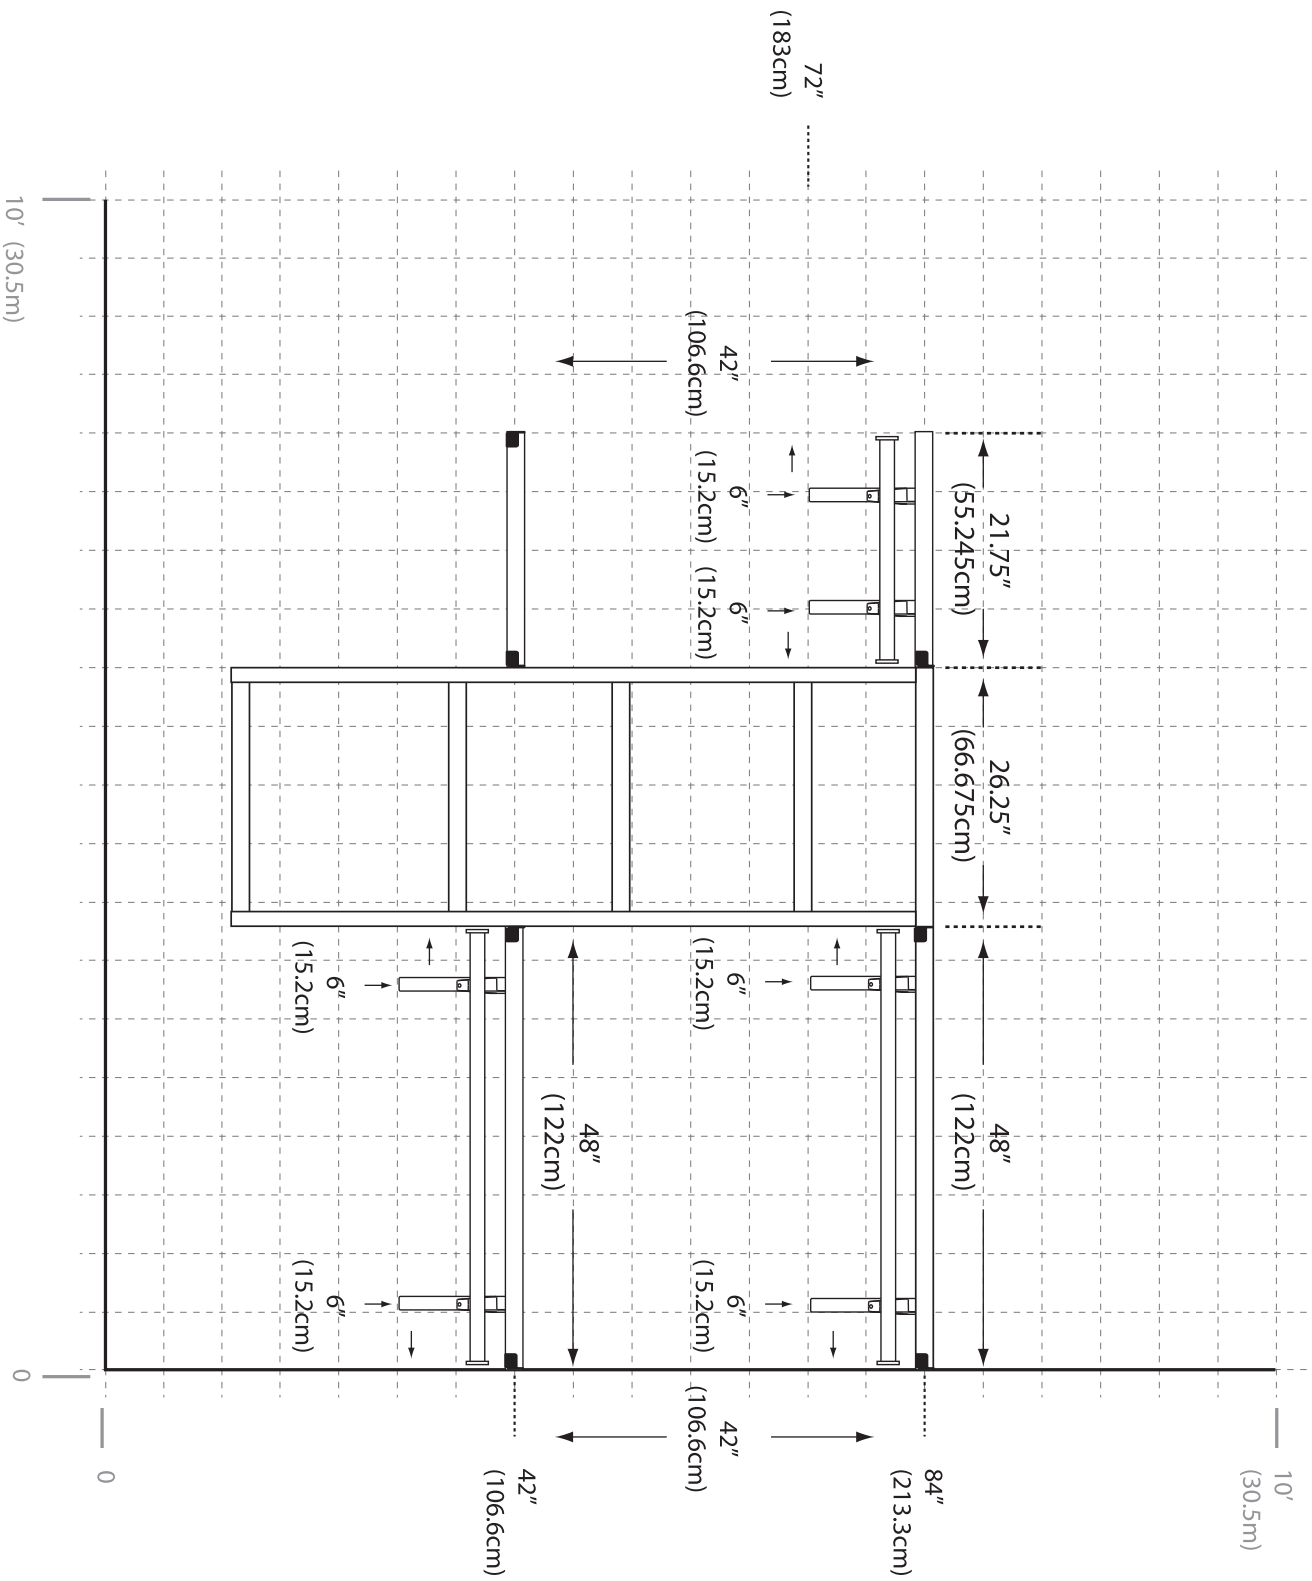 10’
(30.5m)
21.75”
(55.245cm)
26.25”
(66.675cm)
48”
(122cm)
84”
(213.3cm)
72”
(183cm)
42”
(106.6cm)
6”
(15.2cm)
6”
(15.2cm)
6”
(15.2cm)
6”
(15.2cm)
42”
(106.6cm)
48”
(122cm)
42”
(106.6cm)
6”
(15.2cm)
6”
(15.2cm)
0
10’ (30.5m)
0